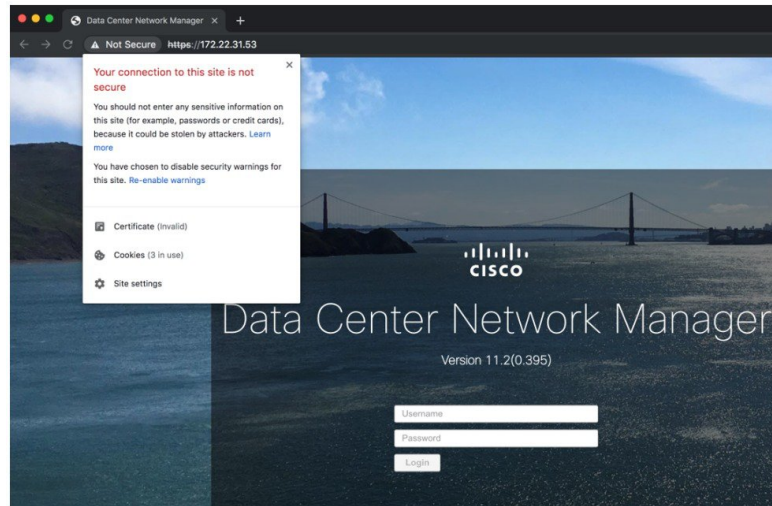 Data Center Network Manager
Not Secure https://172.22.31.53
Your connection to this site is not
secure
You should not enter any sensitive information on
this site (for example, passwords or credit cards),
because it could be stolen by attackers. Learn
more
You have chosen to disable security warnings for
this site. Re-enable warnings
Certificate (Invalid)
Cookies (3 in use)
Site settings
CISCO
Data Center Network Manager
Version 11.2(0.395)
Username
Password
Login